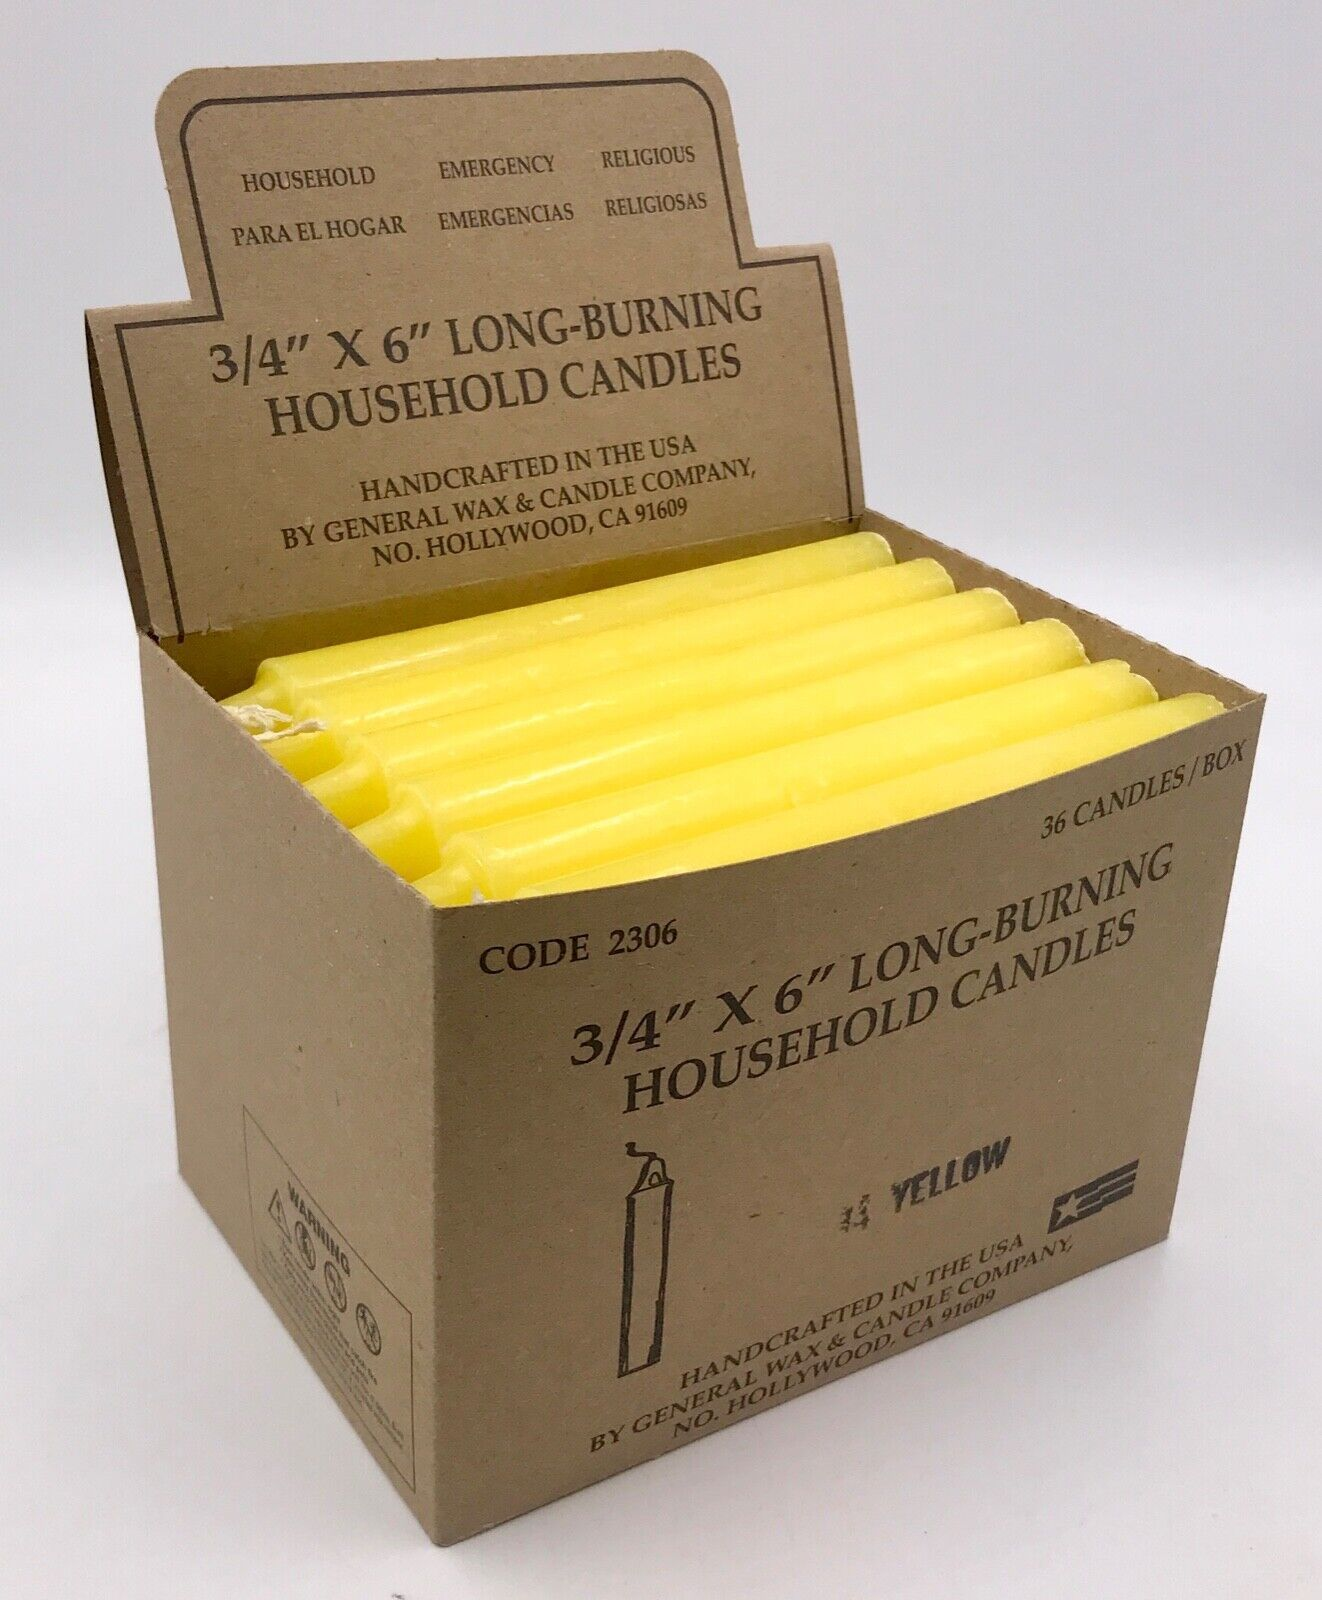 HOUSEHOLD EMERGENCY RELIGIOUS
PARA EL HOGAR EMERGENCIAS RELIGIOSAS
3/4" X 6" LONG-BURNING
HOUSEHOLD CANDLES
HANDCRAFTED IN THE USA
BY GENERAL WAX & CANDLE COMPANY,
NO. HOLLYWOOD, CA 91609
36 CANDLES/BOX
CODE 2306
3/4" X 6" LONG-BURNING
HOUSEHOLD CANDLES
YELLOW
HANDCRAFTED IN THE USA
BY GENERAL WAX & CANDLE COMPANY,
NO. HOLLYWOOD, CA 91609
WARNING